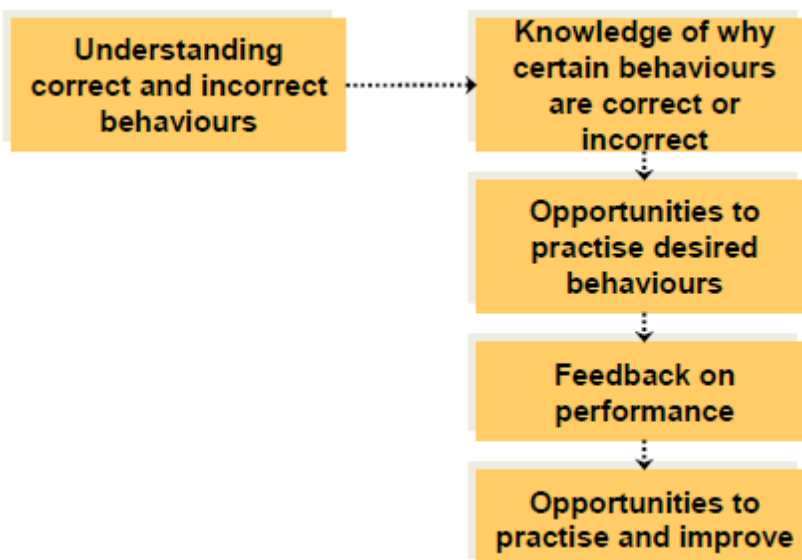 Understanding
correct and incorrect
behaviours
Knowledge of why
certain behaviours
are correct or
incorrect
Opportunities to
practise desired
behaviours
Feedback on
performance
Opportunities to
practise and improve